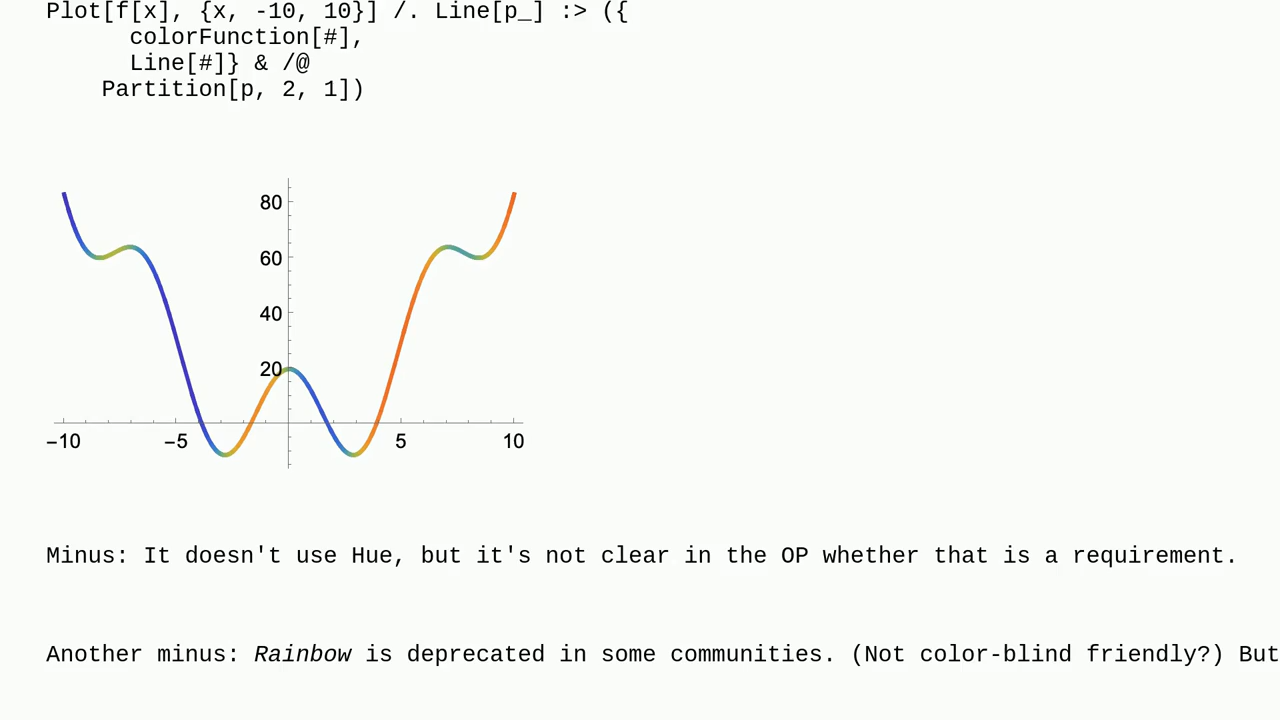 Plot[f[x], {x, -10, 10}] /. Line[p_] :> ({
colorFunction[#],
Line[#]} & /@
Partition[p, 2, 1])
80
60
40
20
−10 −5 5 10
Minus: It doesn't use Hue, but it's not clear in the OP whether that is a requirement.
Another minus: Rainbow is deprecated in some communities. (Not color-blind friendly?) But